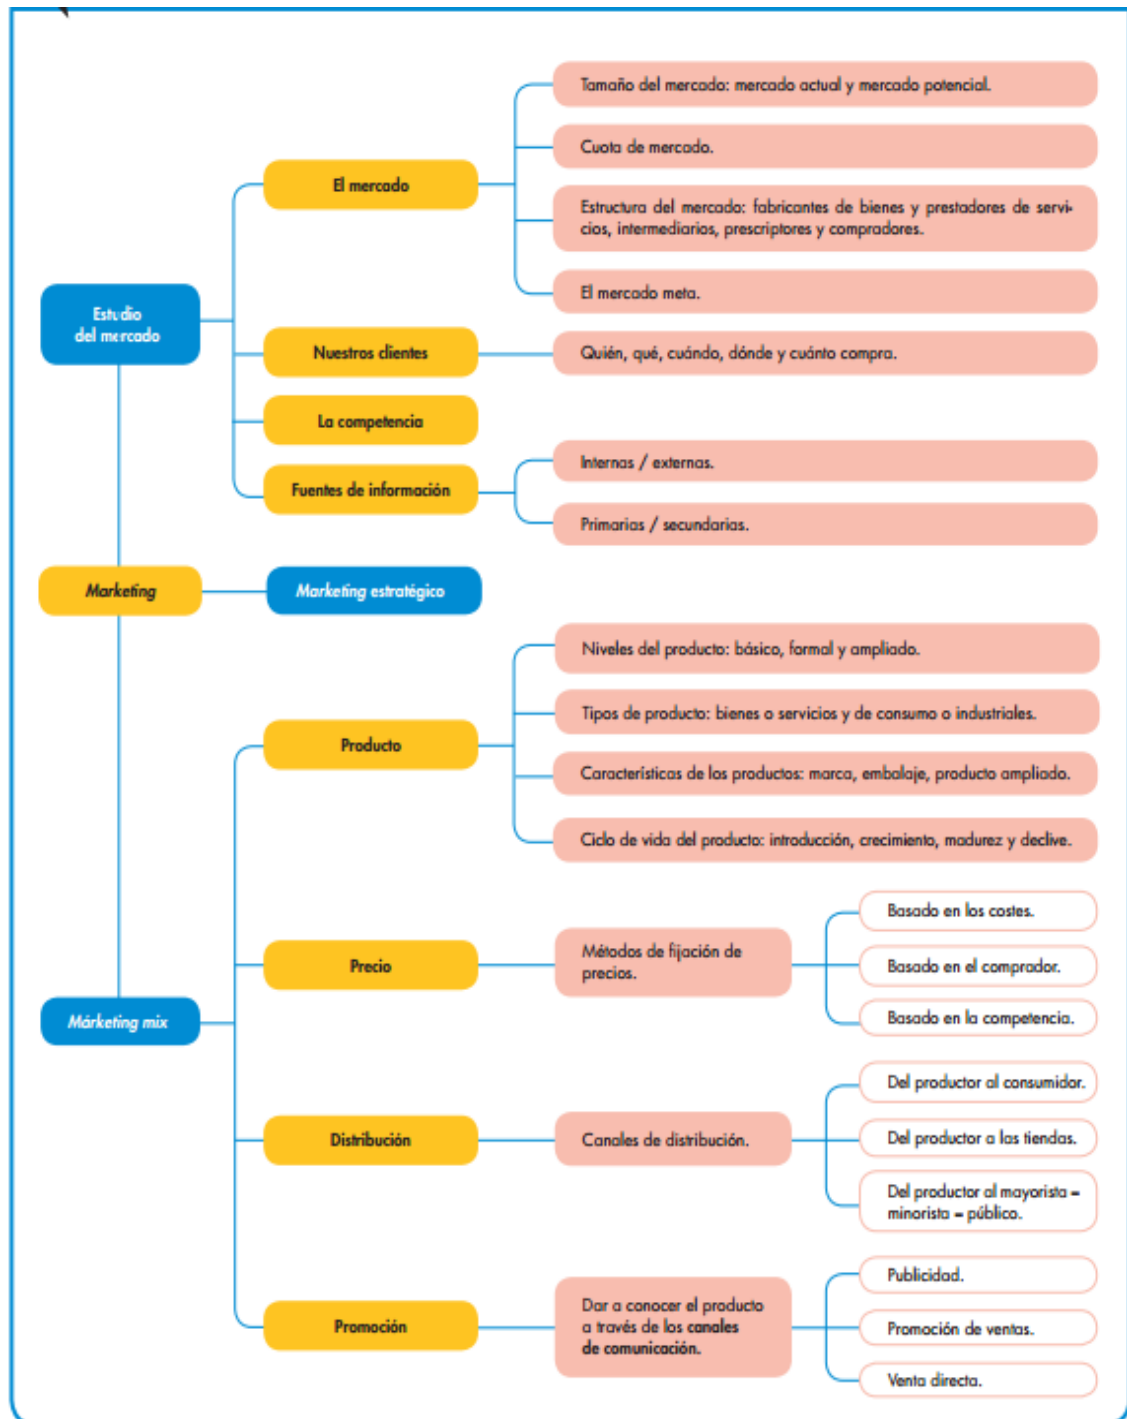 Tamaño del mercado: mercado actual y mercado potencial.
Cuota de mercado.
El mercado
Estructura del mercado: fabricantes de bienes y prestadores de servi-
cios, intermediarios, prescriptores y compradores.
El mercado meta.
Estudio
del mercado
Nuestros clientes
Quién, qué, cuándo, dónde y cuánto compra.
La competencia
Fuentes de información
Internas / externas.
Primarias / secundarias.
Marketing
Marketing estratégico
Niveles del producto: básico, formal y ampliado.
Tipos de producto: bienes o servicios y de consumo o industriales.
Producto
Características de los productos: marca, embalaje, producto ampliado.
Ciclo de vida del producto: introducción, crecimiento, madurez y declive.
Márketing mix
Precio
Métodos de fijación de
precios.
Basado en los costes.
Basado en el comprador.
Basado en la competencia.
Distribución
Canales de distribución.
Del productor al consumidor.
Del productor a las tiendas.
Del productor al mayorista –
minorista – público.
Promoción
Dar a conocer el producto
a través de los canales
de comunicación.
Publicidad.
Promoción de ventas.
Venta directa.